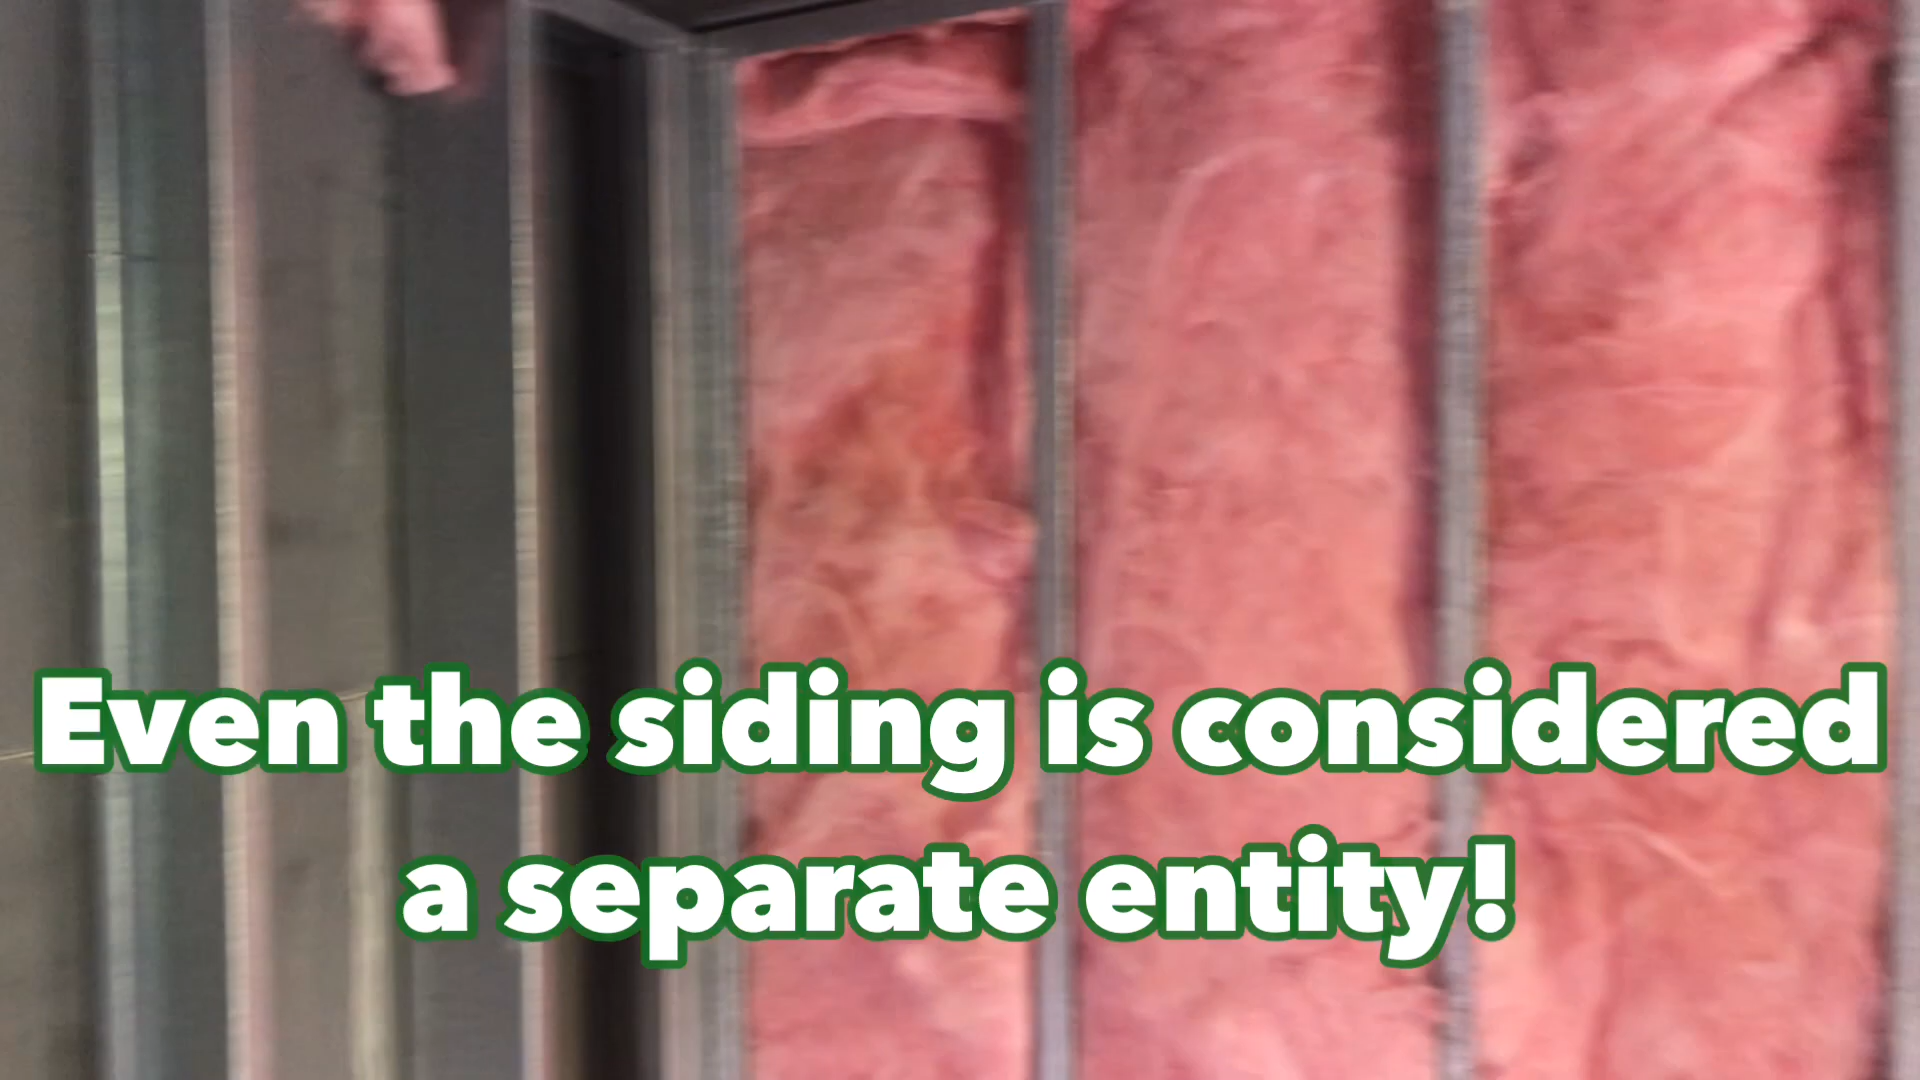 Even the siding is considered
a separate entity!